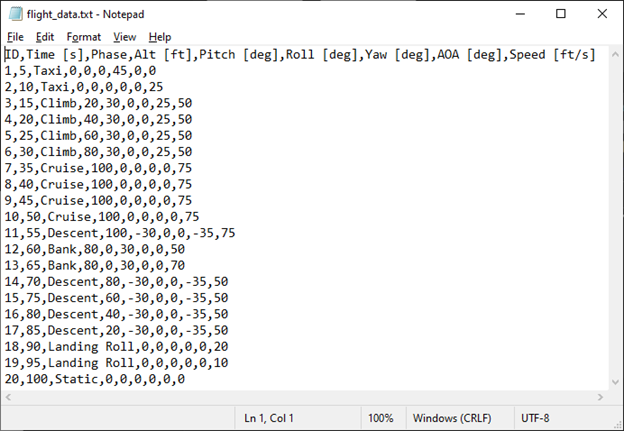 flight_data.txt - Notepad
File Edit Format View Help
ID,Time [s],Phase,Alt [ft],Pitch [deg],Roll [deg],Yaw [deg],AOA [deg],Speed [ft/s]
1,5,Taxi,0,0,0,45,0,0
2,10,Taxi,0,0,0,0,0,25
3,15,Climb,20,30,0,0,25,50
4,20,Climb,40,30,0,0,25,50
5,25,Climb,60,30,0,0,25,50
6,30,Climb,80,30,0,0,25,50
7,35,Cruise,100,0,0,0,0,75
8,40,Cruise,100,0,0,0,0,75
9,45,Cruise,100,0,0,0,0,75
10,50,Cruise,100,0,0,0,0,75
11,55,Descent,100,-30,0,0,-35,75
12,60,Bank,80,0,30,0,0,50
13,65,Bank,80,0,30,0,0,70
14,70,Descent,80,-30,0,0,-35,50
15,75,Descent,60,-30,0,0,-35,50
16,80,Descent,40,-30,0,0,-35,50
17,85,Descent,20,-30,0,0,-35,50
18,90,Landing Roll,0,0,0,0,0,20
19,95,Landing Roll,0,0,0,0,0,10
20,100,Static,0,0,0,0,0,0
Ln 1, Col 1 100% Windows (CRLF) UTF-8